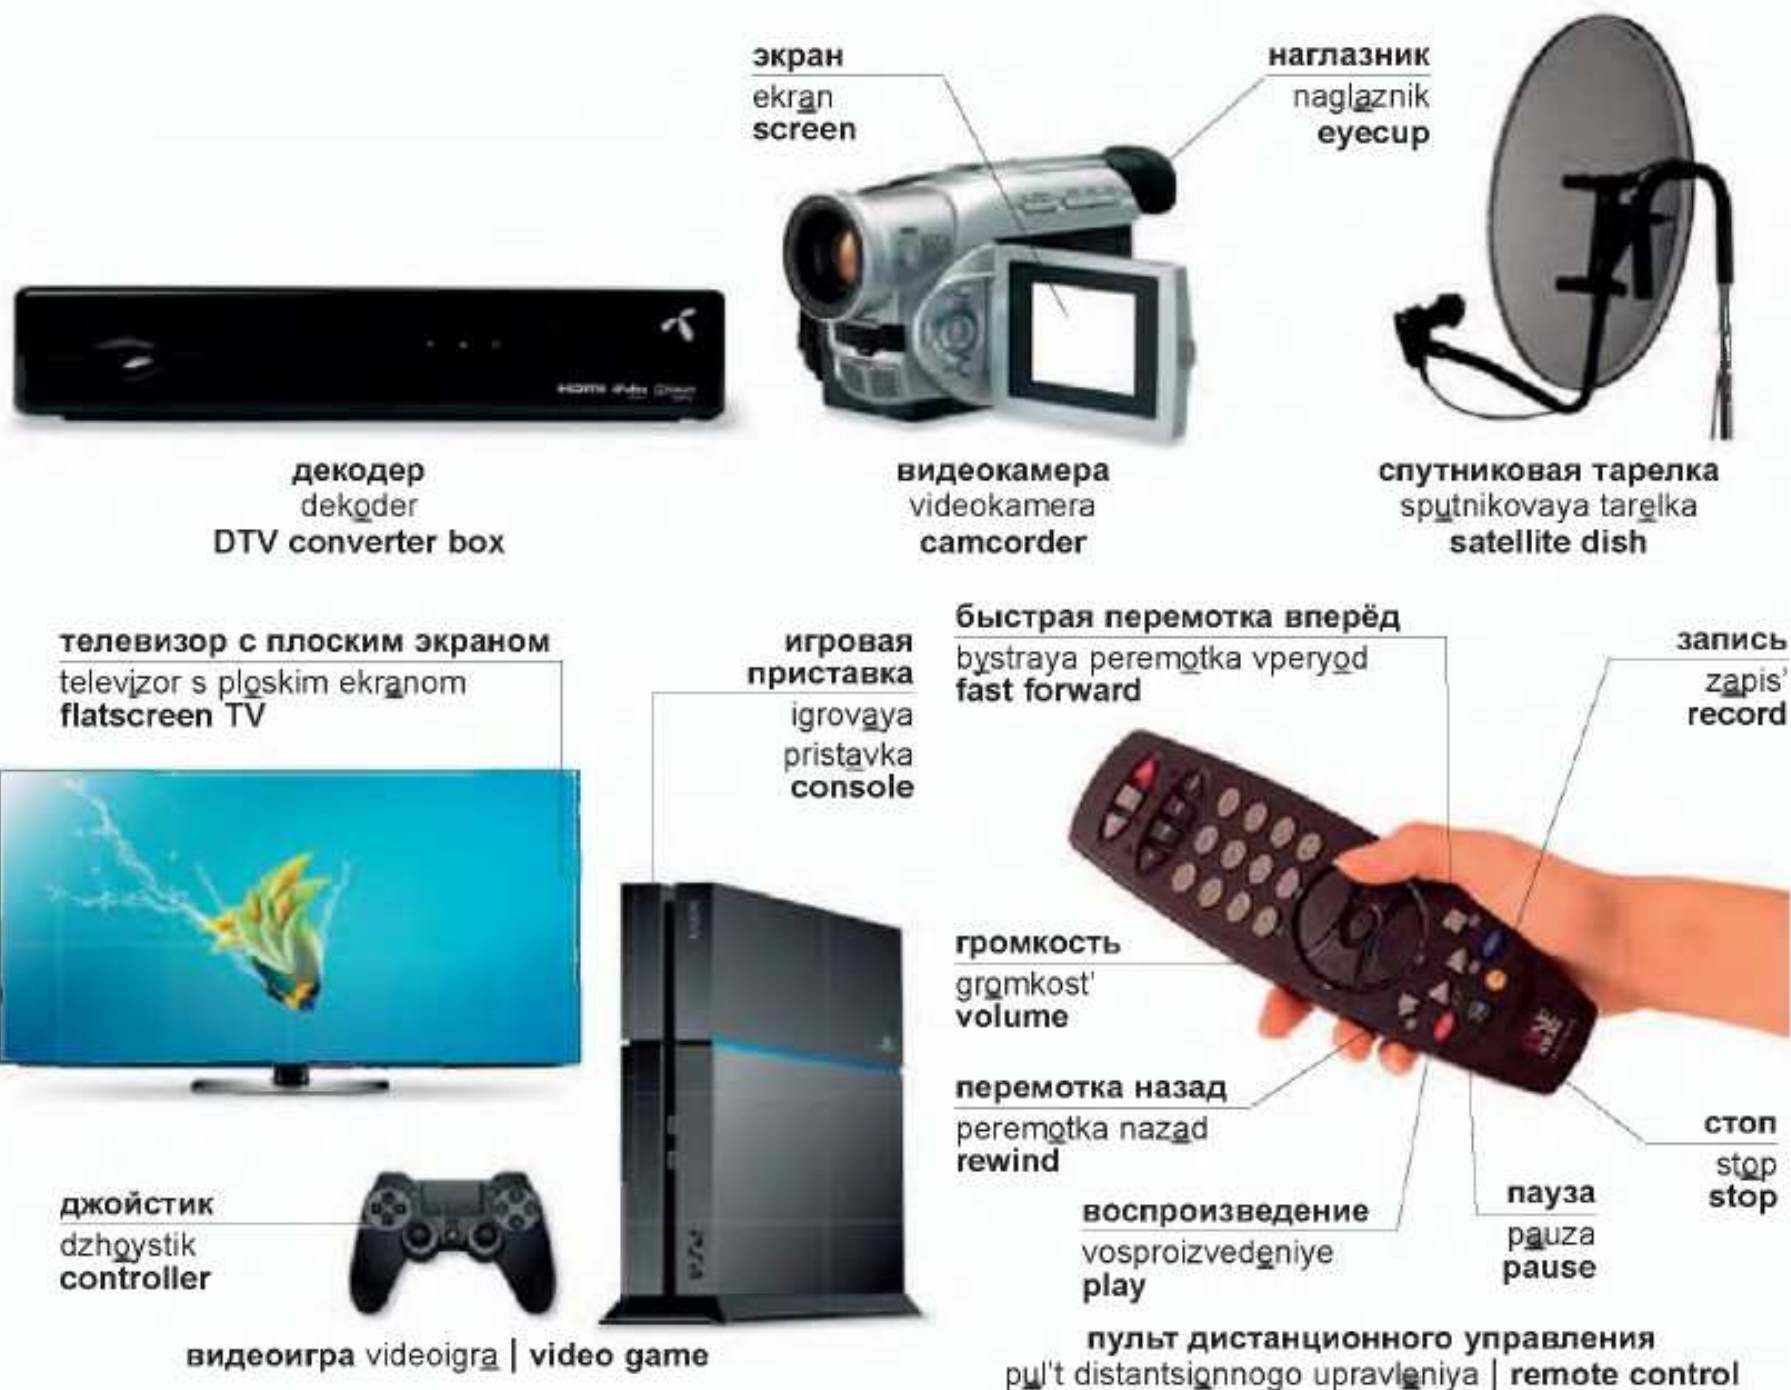 экран
ekran
screen
наглазник
naglaznik
eyecup
HDMI
декодер
dekoder
DTV converter box
видеокамера
videokamera
camcorder
спутниковая тарелка
sputnikovaya tarelka
satellite dish
телевизор с плоским экраном
televizor s ploskim ekranom
flatscreen TV
игровая
приставка
igrovaya
pristavka
console
SONY
PS4
джойстик
dzhoystik
controller
видеоигра videoigra | video game
быстрая перемотка вперёд
bystraya peremotka vperyod
fast forward
запись
zapis'
record
громкость
gromkost'
volume
перемотка назад
peremotka nazad
rewind
воспроизведение
vosproizvedeniye
play
пауза
pauza
pause
стоп
stop
stop
пульт дистанционного управления
pul't distantsionnogo upravleniya | remote control